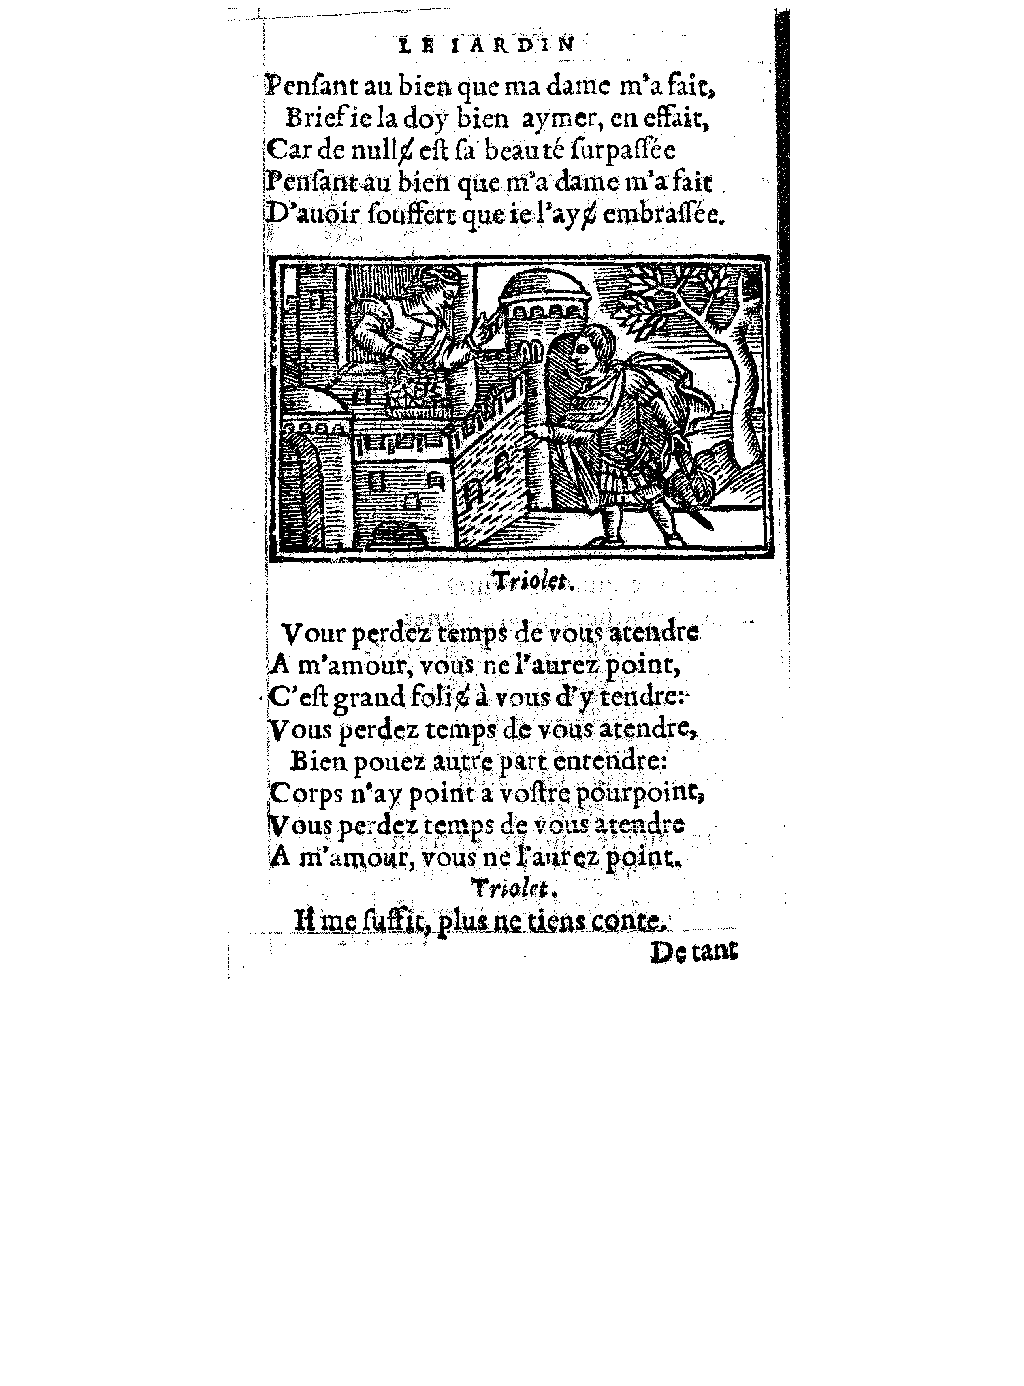 LE IARDIN
Penſant au bien que ma dame m'a fait,
Brief ie la doy bien aymer, en effait,
Car de nullɇ eſt ſa beauté ſurpaſſée
Penſant au bien que m'a dame m'a fait
D'auoir ſouffert que ie l'ayɇ embraſſée.
Triolet.
Vour perdez temps de vous atendre
A m'amour, vous ne l'aurez point,
C'eſt grand foliɇ à vous d'y tendre:
Vous perdez temps de vous atendre,
Bien pouez autre part entendre:
Corps n'ay point a voſtre pourpoint,
Vous perdez temps de vous atendre
A m'amour, vous ne l'aurez point.
Triolet.
Il me ſuffit, plus ne tiens conte.
De tant